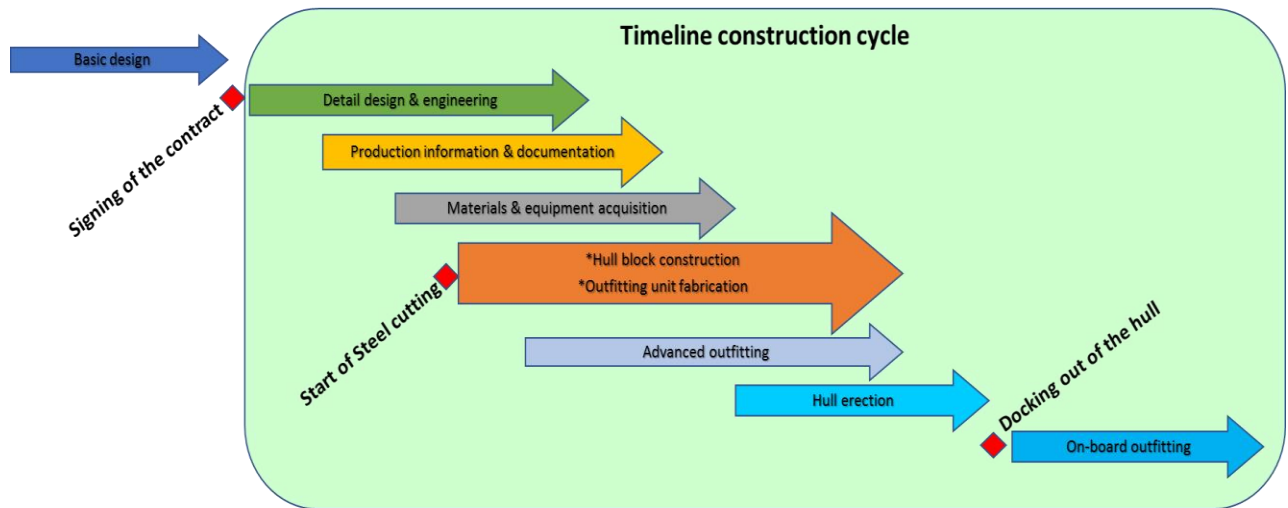 Timeline construction cycle
Basic design
Signing of the contract
Detail design & engineering
Production information & documentation
Materials & equipment acquisition
Start of Steel cutting
*Hull block construction
*Outfitting unit fabrication
Advanced outfitting
Hull erection
Docking out of the hull
On-board outfitting